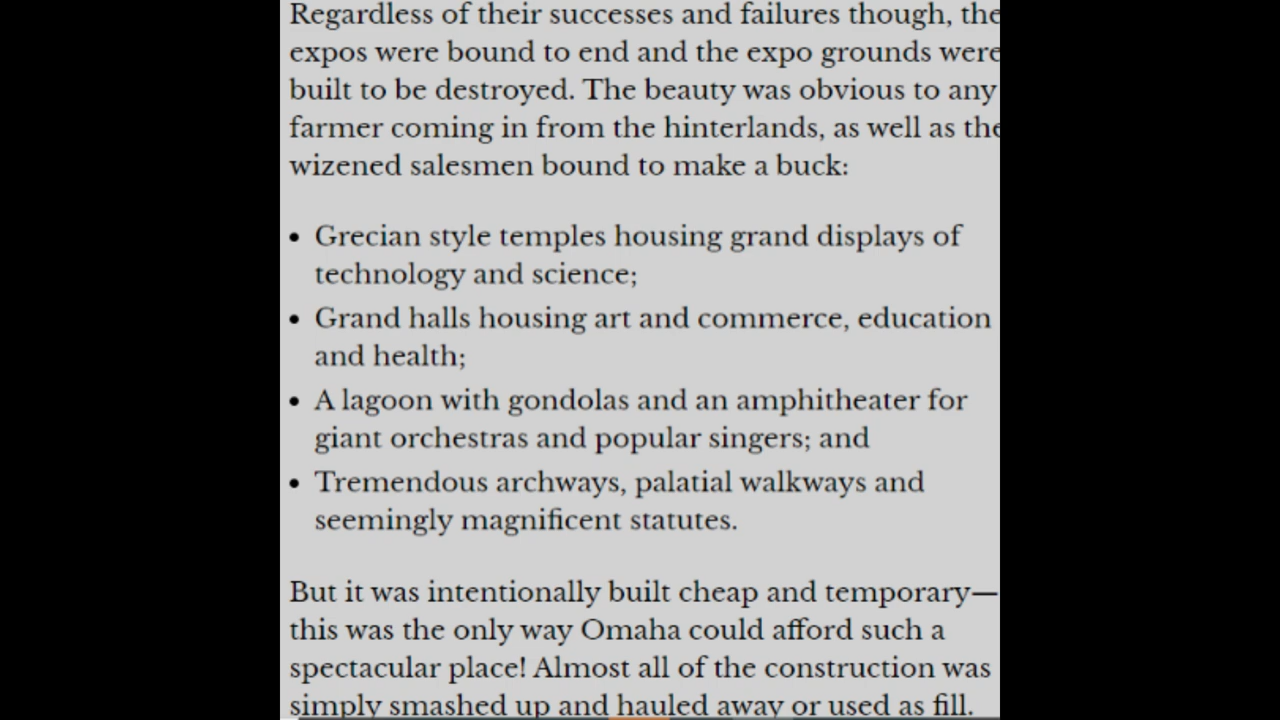 Regardless of their successes and failures though, the
expos were bound to end and the expo grounds were
built to be destroyed. The beauty was obvious to any
farmer coming in from the hinterlands, as well as the
wizened salesmen bound to make a buck:
• Grecian style temples housing grand displays of
technology and science;
• Grand halls housing art and commerce, education
and health;
• A lagoon with gondolas and an amphitheater for
giant orchestras and popular singers; and
• Tremendous archways, palatial walkways and
seemingly magnificent statutes.
But it was intentionally built cheap and temporary—
this was the only way Omaha could afford such a
spectacular place! Almost all of the construction was
simply smashed up and hauled away or used as fill.